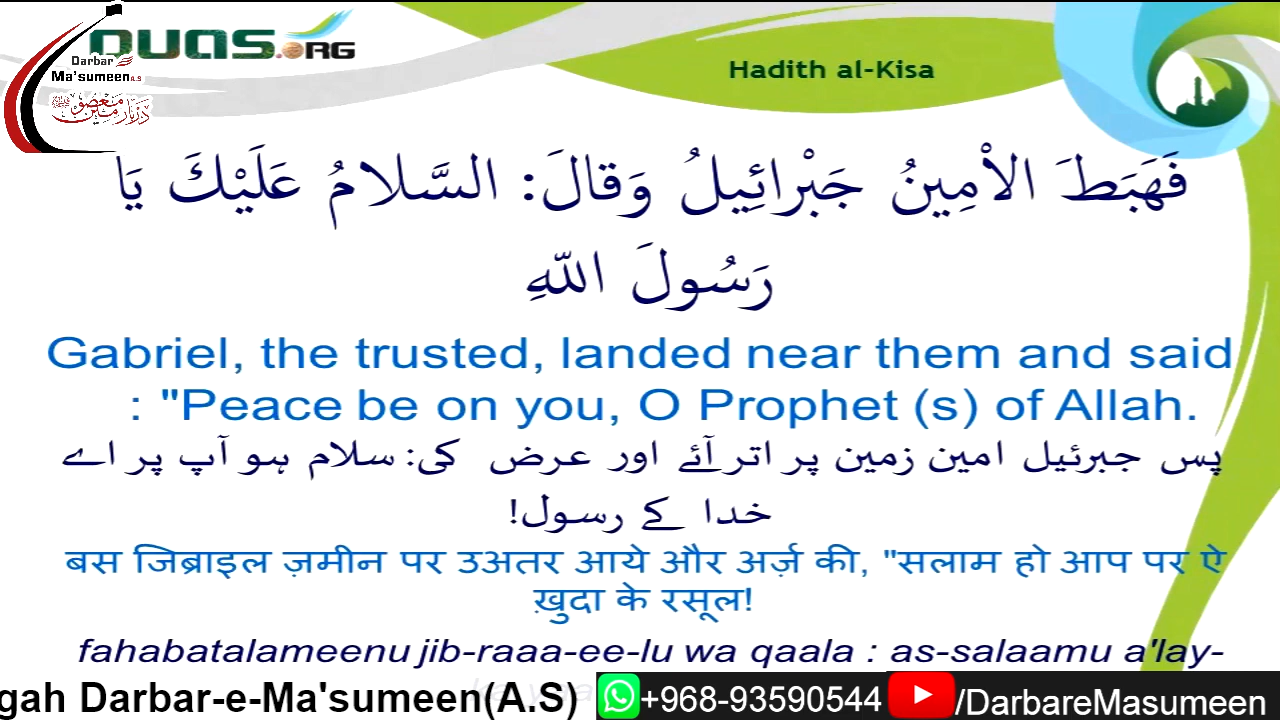 DUAS.ORG
Darbar
Ma'sumeen A.S
Hadith al-Kisa
فَهَبَطَ الاْمِينُ جَبْرائِيلُ وَقالَ: السَّلامُ عَلَيْكَ يَا
رَسُولَ اللّهِ
Gabriel, the trusted, landed near them and said
: "Peace be on you, O Prophet (s) of Allah.
پس جبرئیل امین زمین پر اتر آئے اور عرض کی: سلام ہو آپ پر اے
خدا کے رسول!
बस जिब्राइल ज़मीन पर उअतर आये और अर्ज़ की, "सलाम हो आप पर ऐ
ख़ुदा के रसूल!
fahabatalameenu jib-raaa-ee-lu wa qaala : as-salaamu a'lay-
gah Darbar-e-Ma'sumeen(A.S) +968-93590544 /DarbareMasumeen